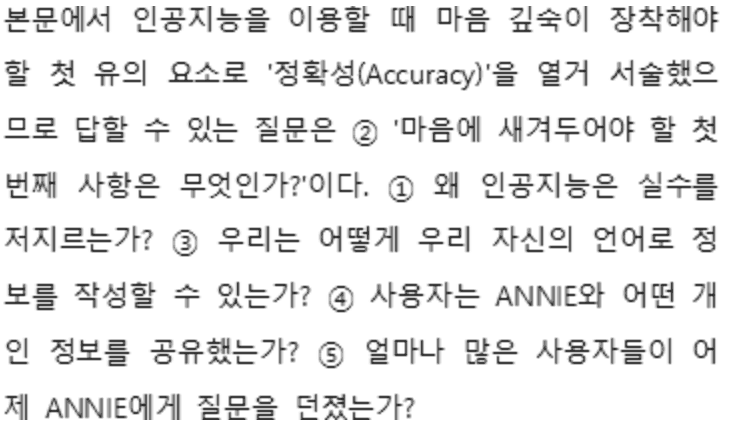 본문에서 인공지능을 이용할 때 마음 깊숙이 장착해야
할 첫 유의 요소로 '정확성(Accuracy)'을 열거 서술했으
므로 답할 수 있는 질문은 ② '마음에 새겨두어야 할 첫
번째 사항은 무엇인가?'이다. ① 왜 인공지능은 실수를
저지르는가? ③ 우리는 어떻게 우리 자신의 언어로 정
보를 작성할 수 있는가? ④ 사용자는 ANNIE와 어떤 개
인 정보를 공유했는가? ⑤ 얼마나 많은 사용자들이 어
제 ANNIE에게 질문을 던졌는가?